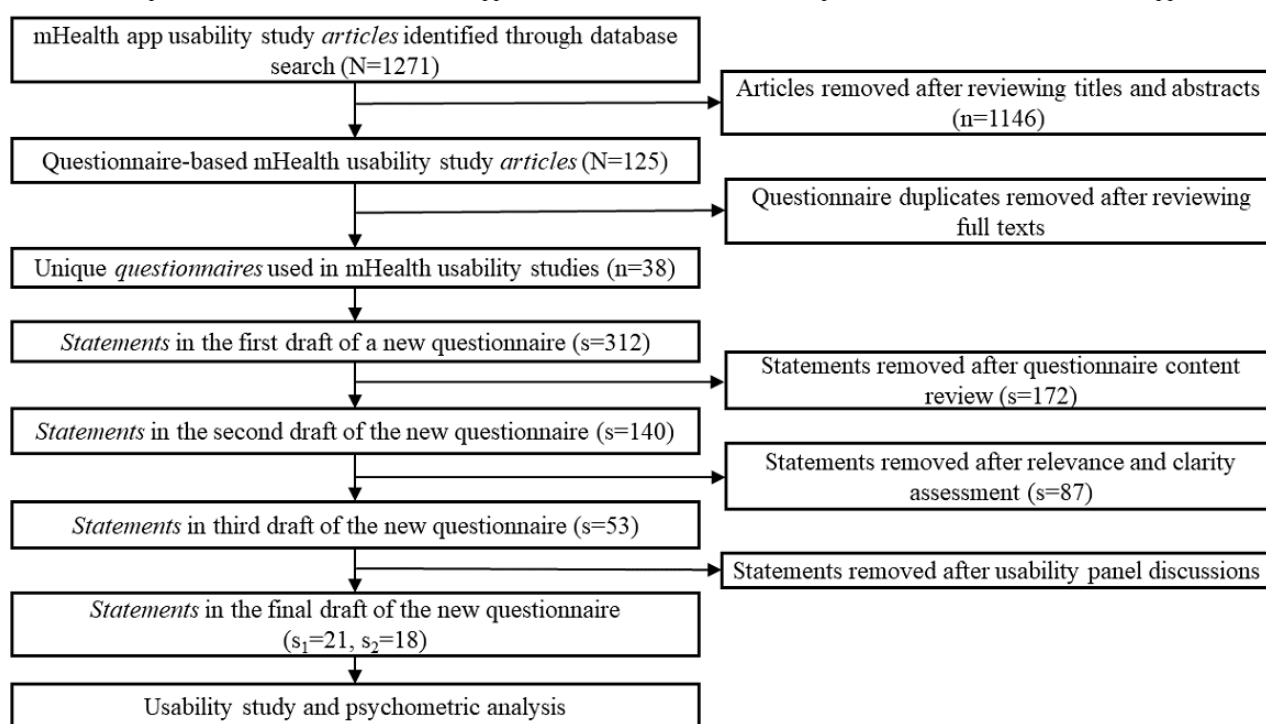 mHealth app usability study articles identified through database
search (N=1271)
Articles removed after reviewing titles and abstracts
(n=1146)
Questionnaire-based mHealth usability study articles (N=125)
Questionnaire duplicates removed after reviewing
full texts
Unique questionnaires used in mHealth usability studies (n=38)
Statements in the first draft of a new questionnaire (s=312)
Statements removed after questionnaire content
review (s=172)
Statements in the second draft of the new questionnaire (s=140)
Statements removed after relevance and clarity
assessment (s=87)
Statements in third draft of the new questionnaire (s=53)
Statements removed after usability panel discussions
Statements in the final draft of the new questionnaire
(s₁=21, s₂=18)
Usability study and psychometric analysis